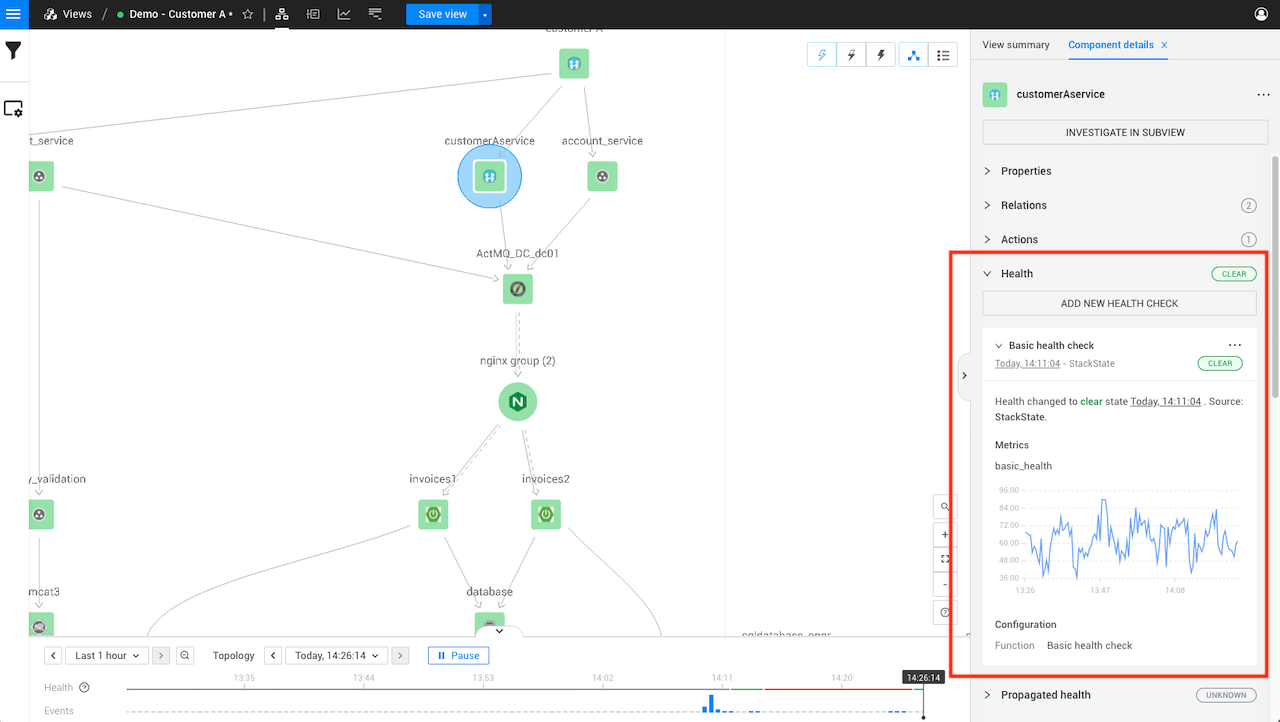 Views / Demo - Customer A * Save view
View summary
Component details X
customerA
customerAservice
INVESTIGATE IN SUBVIEW
t_service
customerAservice
account_service
Properties
Relations 2
Actions 1
ActMQ_DC_dc01
Health CLEAR
ADD NEW HEALTH CHECK
Basic health check
Today, 14:11:04 - StackState CLEAR
nginx group (2)
N
Health changed to clear state Today, 14:11:04 . Source:
StackState.
Metrics
basic_health
y_validation
invoices1
invoices2
96.00
84.00
72.00
60.00
48.00
36.00
13:26 13:47 14:08
mcat3
database
Configuration
Function Basic health check
Last 1 hour
Topology
Today, 14:26:14
Pause
13:35 13:44 13:53 14:02 14:11 14:20
14:26:14
Health ?
Events
Propagated health UNKNOWN